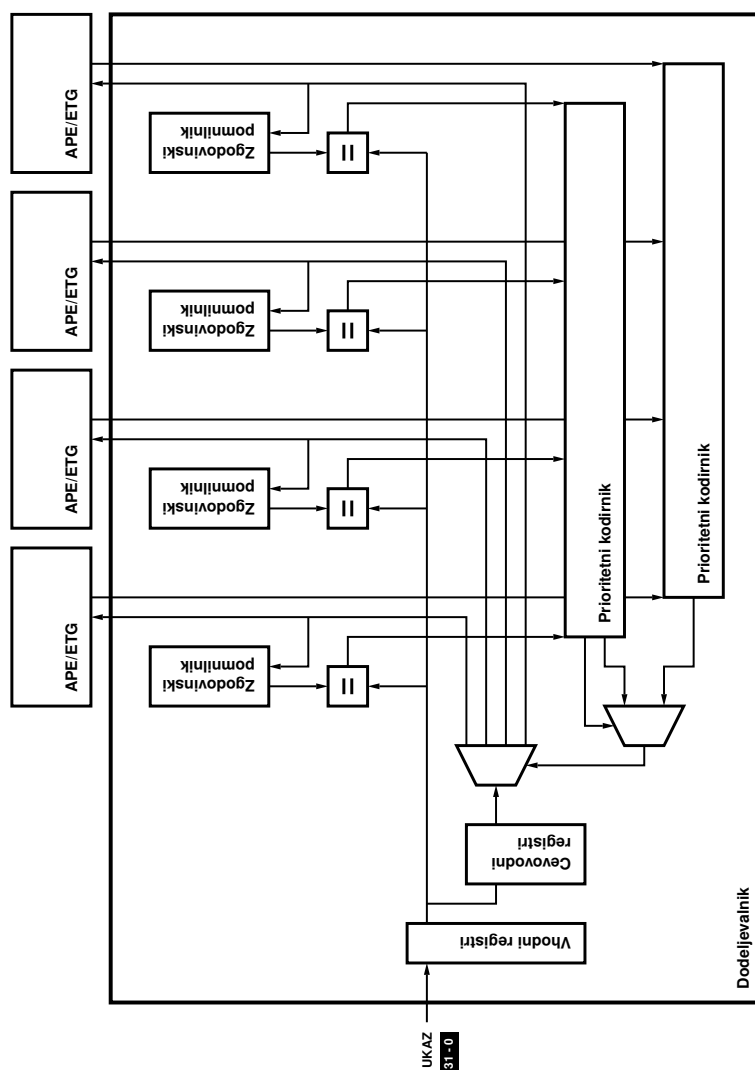 APE/ETG
APE/ETG
APE/ETG
APE/ETG
Zgodovinski
pomnilnik
=
Zgodovinski
pomnilnik
=
Zgodovinski
pomnilnik
=
Zgodovinski
pomnilnik
=
Prioritetni kodirnik
Prioritetni kodirnik
Cevovodni
registri
Vhodni registri
Dodeljevalnik
UKAZ
31 - 0